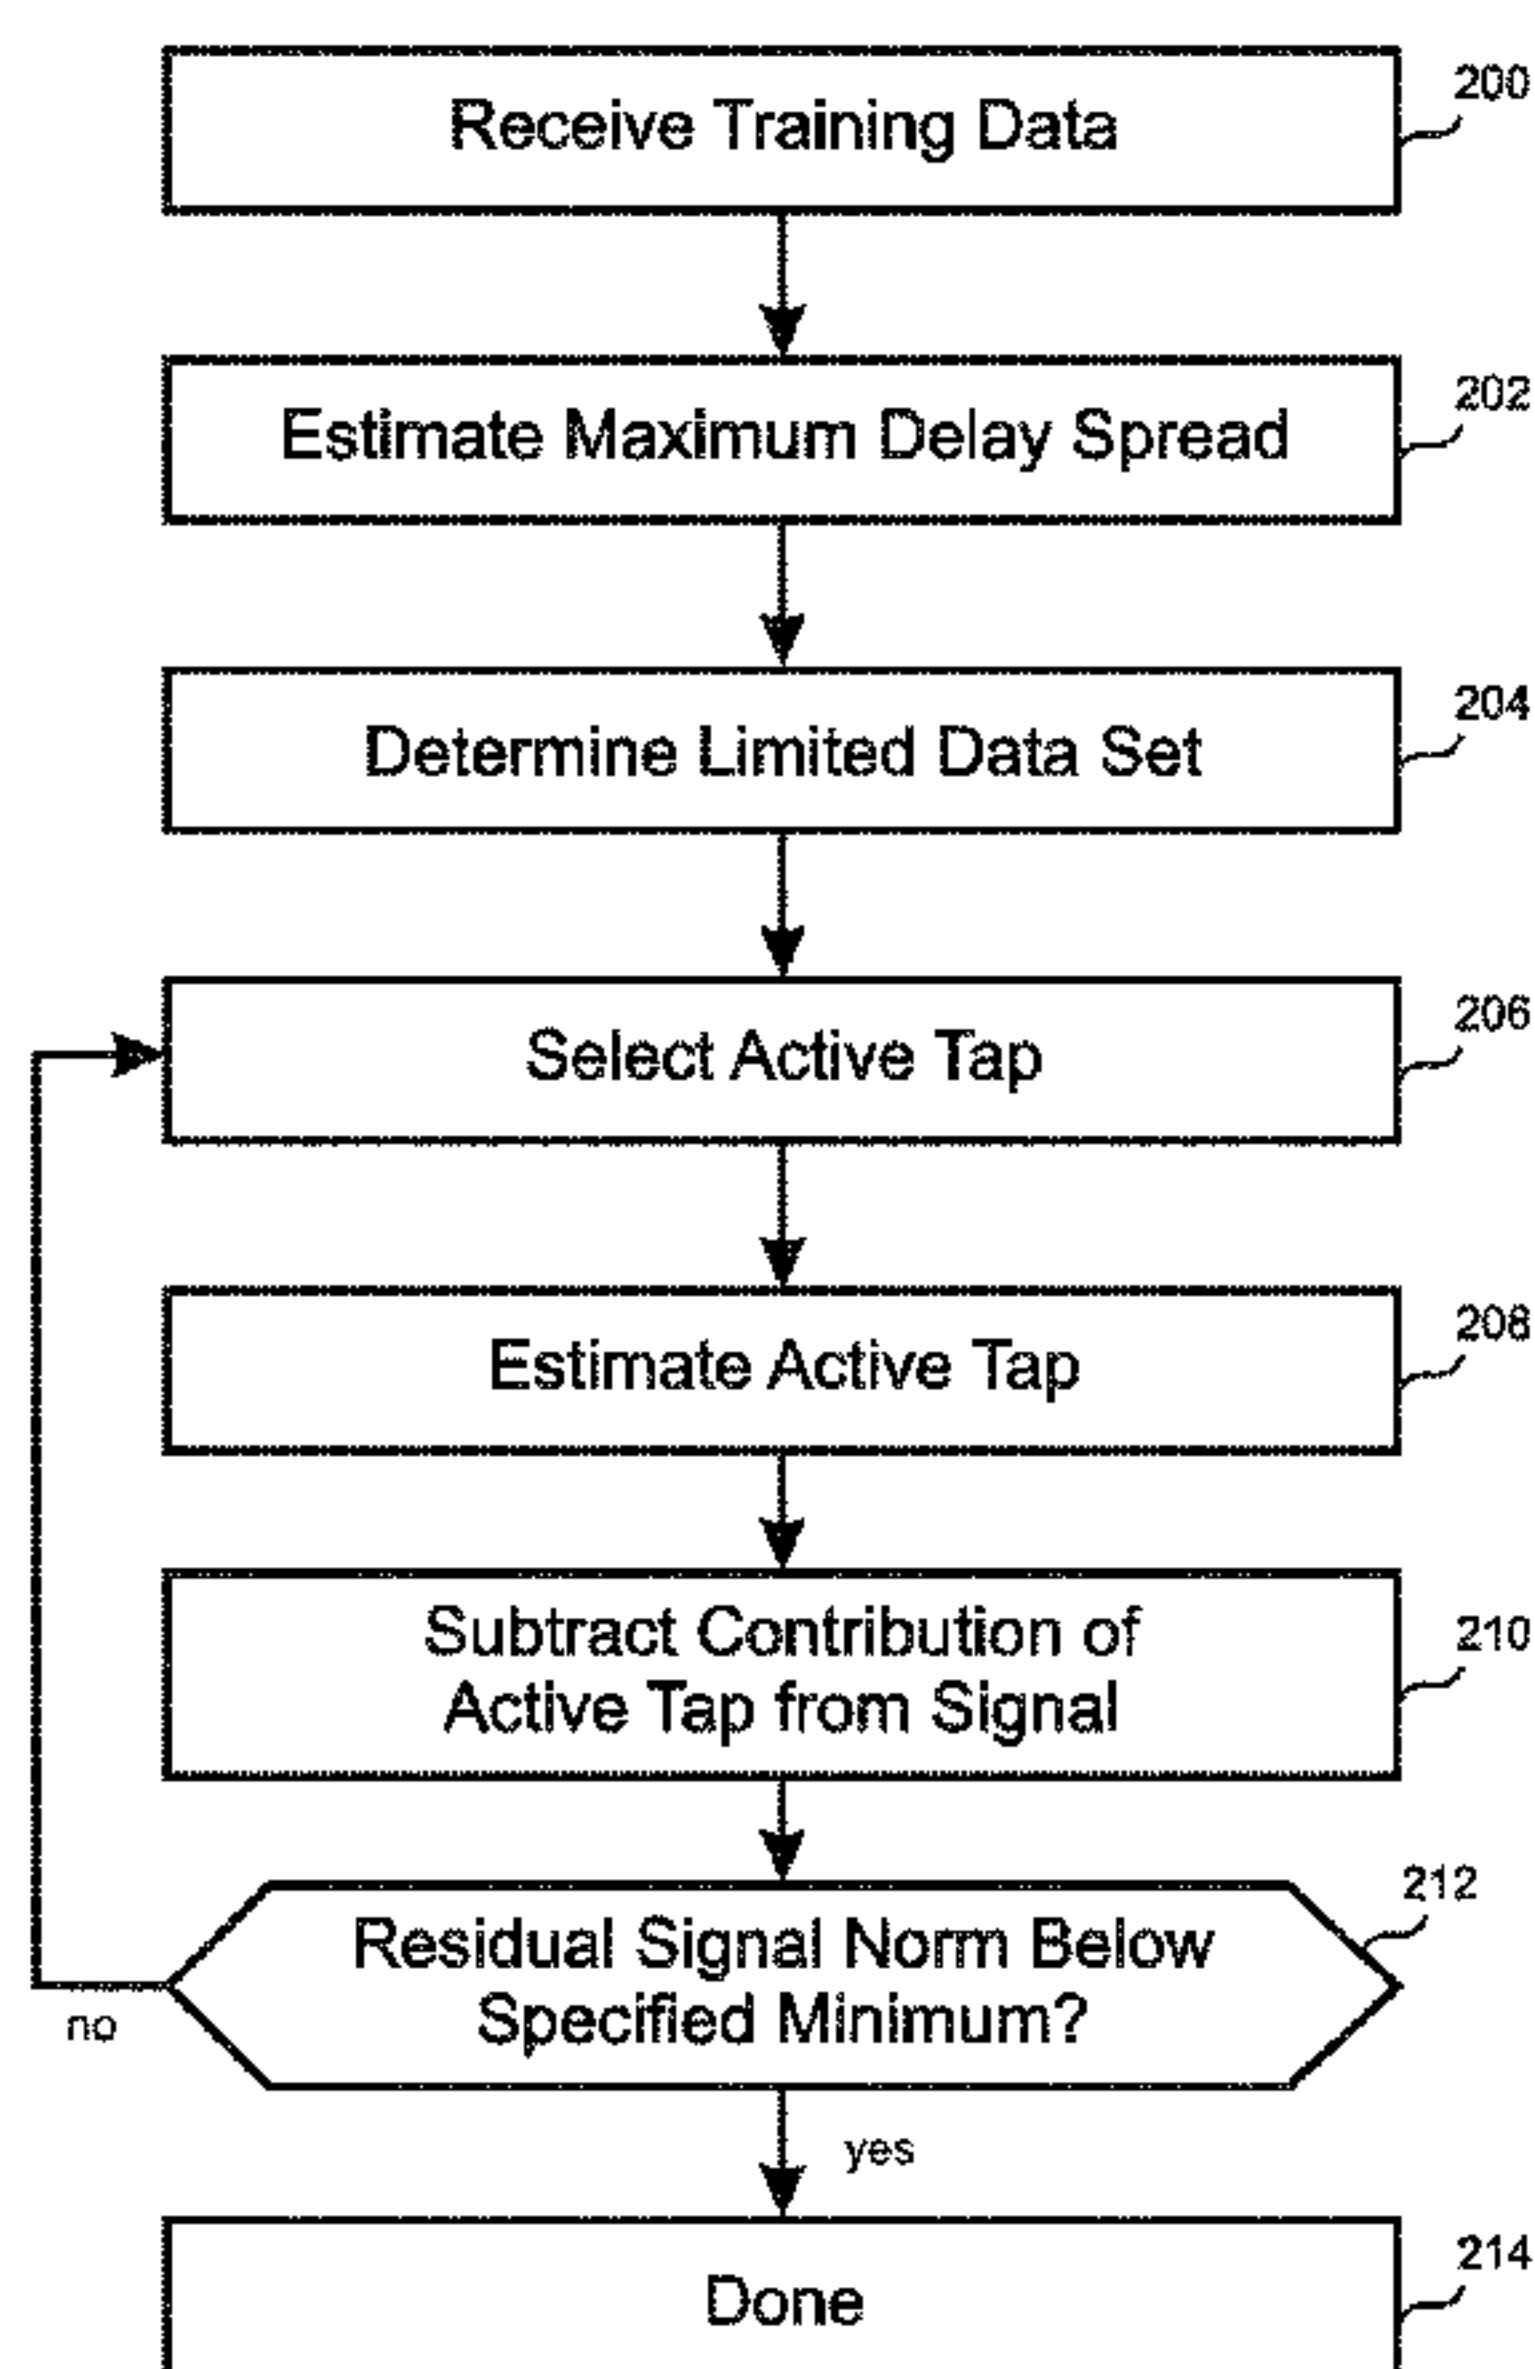 Receive Training Data
200
Estimate Maximum Delay Spread
202
Determine Limited Data Set
204
Select Active Tap
206
Estimate Active Tap
208
Subtract Contribution of
Active Tap from Signal
210
Residual Signal Norm Below
Specified Minimum?
212
no
yes
Done
214